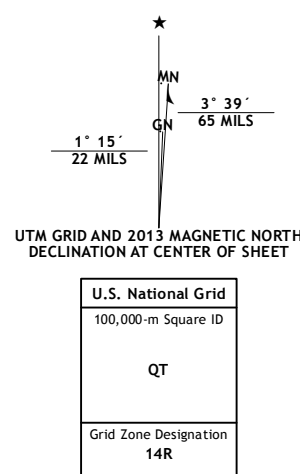 ★
MN
GN
3° 39´
65 MILS
1° 15´
22 MILS
UTM GRID AND 2013 MAGNETIC NORTH
DECLINATION AT CENTER OF SHEET
U.S. National Grid
100,000-m Square ID
QT
Grid Zone Designation
14R